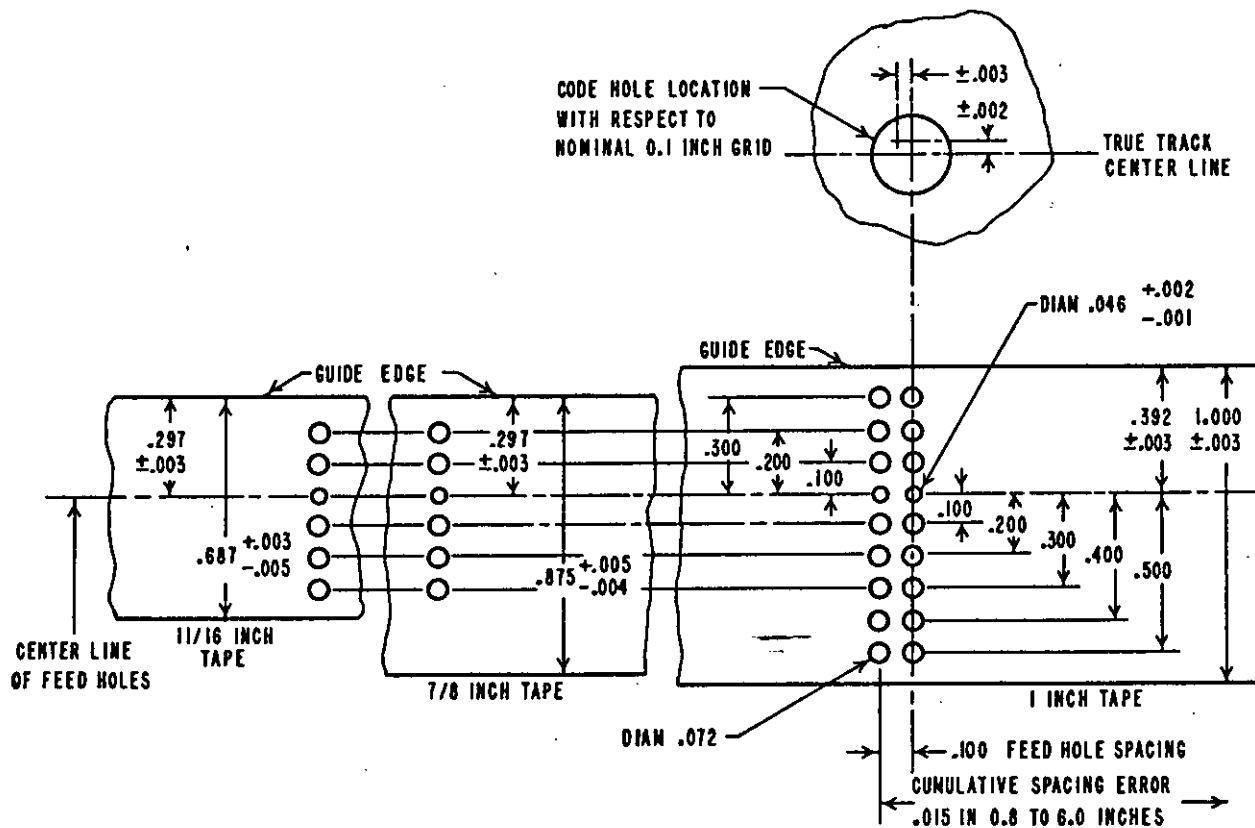 CODE HOLE LOCATION
WITH RESPECT TO
NOMINAL 0.1 INCH GRID
±.003
±.002
TRUE TRACK
CENTER LINE
DIAM .046 +.002
-.001
GUIDE EDGE
GUIDE EDGE
.297
±.003
.297
±.003
.300
.200
.100
.392
±.003
1.000
±.003
.100
.200
.300
.400
.500
.687 +.003
-.005
.875 +.005
-.004
CENTER LINE
OF FEED HOLES
11/16 INCH
TAPE
7/8 INCH TAPE
1 INCH TAPE
DIAM .072
.100 FEED HOLE SPACING
CUMULATIVE SPACING ERROR
.015 IN 0.8 TO 6.0 INCHES